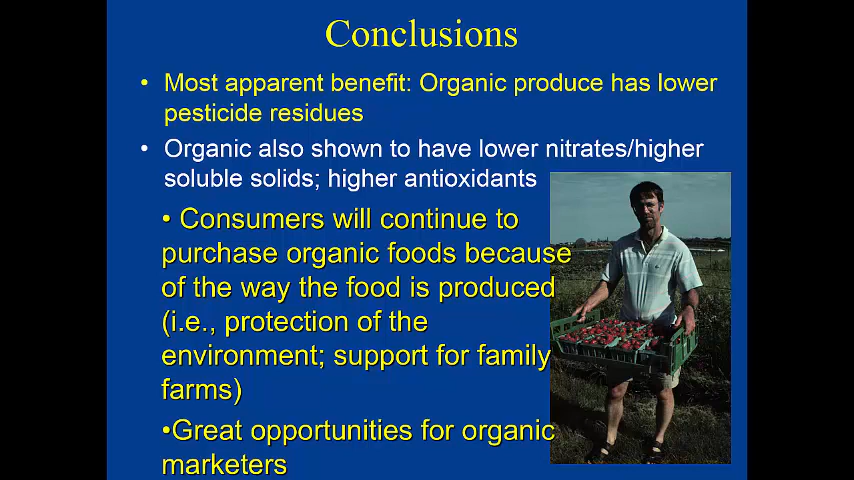 Conclusions
• Most apparent benefit: Organic produce has lower
pesticide residues
• Organic also shown to have lower nitrates/higher
soluble solids; higher antioxidants
• Consumers will continue to
purchase organic foods because
of the way the food is produced
(i.e., protection of the
environment; support for family
farms)
•Great opportunities for organic
marketers